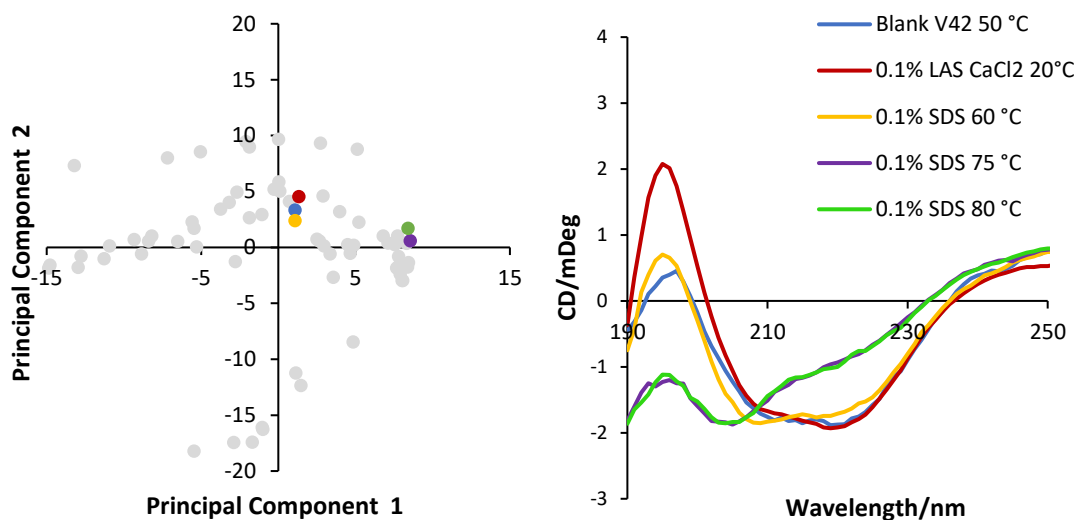 20
15
10
5
0
-5
-10
-15
-20
-15
-5
5
15
Principal Component 2
Principal Component 1
4
3
2
1
0
-1
-2
-3
190
210
230
250
CD/mDeg
Wavelength/nm
Blank V42 50 °C
0.1% LAS CaCl2 20°C
0.1% SDS 60 °C
0.1% SDS 75 °C
0.1% SDS 80 °C